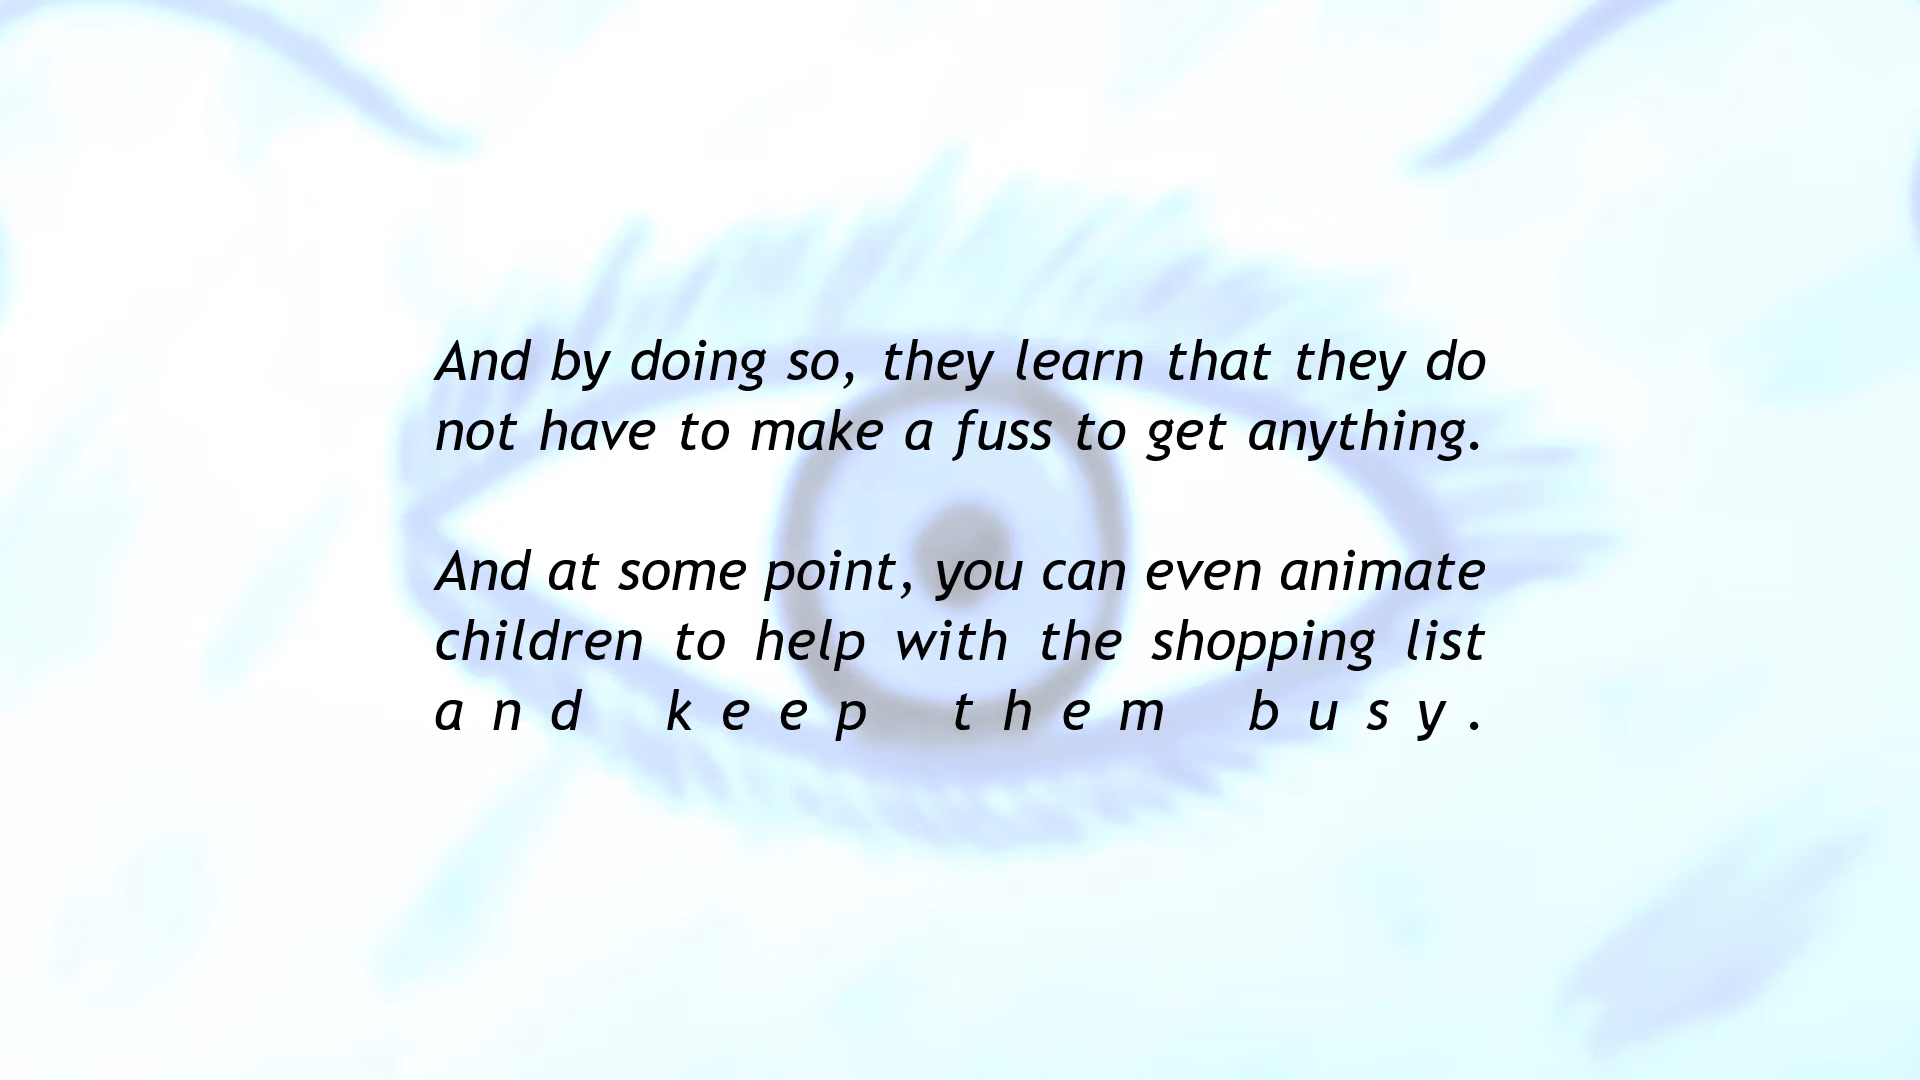 And by doing so, they learn that they do
not have to make a fuss to get anything.
And at some point, you can even animate
children to help with the shopping list
and keep them busy.